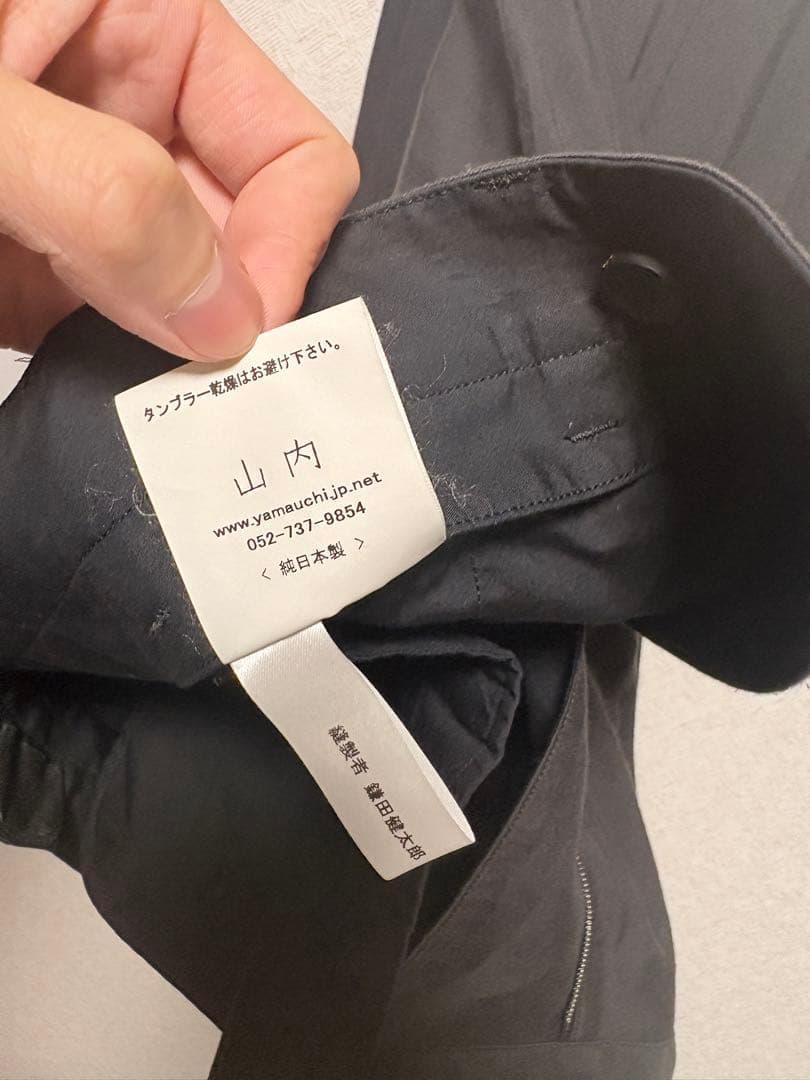 タンブラー乾燥はお避け下さい。
山内
www.yamauchi.jp.net
052-737-9854
< 純日本製 >
縫製者 鎌田健太郎